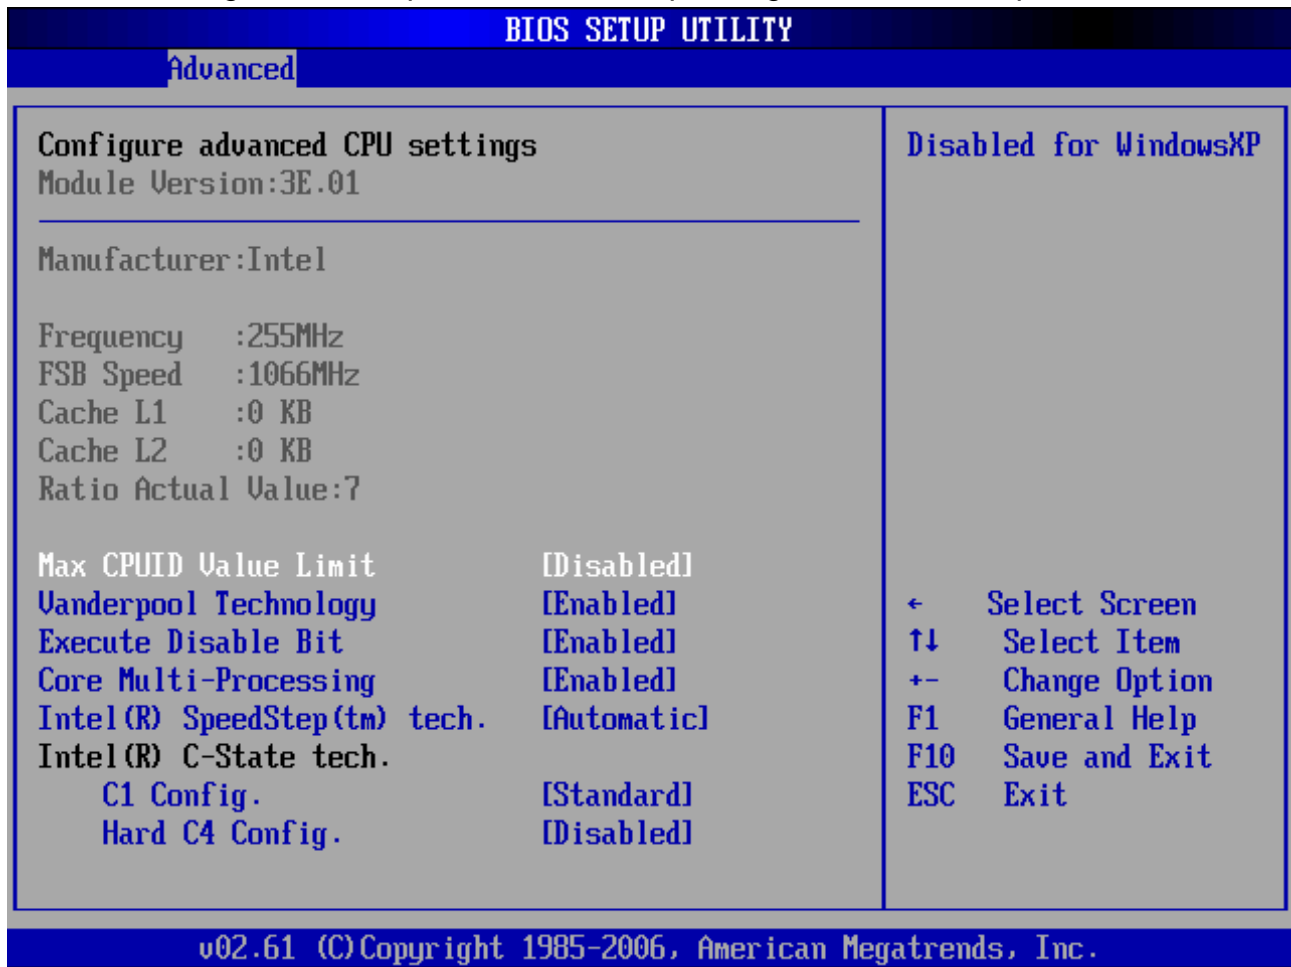 BIOS SETUP UTILITY
Advanced
Configure advanced CPU settings
Module Version:3E.01
Manufacturer:Intel
Frequency :255MHz
FSB Speed :1066MHz
Cache L1 :0 KB
Cache L2 :0 KB
Ratio Actual Value:7
Max CPUID Value Limit [Disabled]
Vanderpool Technology [Enabled]
Execute Disable Bit [Enabled]
Core Multi-Processing [Enabled]
Intel(R) SpeedStep(tm) tech. [Automatic]
Intel(R) C-State tech.
C1 Config. [Standard]
Hard C4 Config. [Disabled]
Disabled for WindowsXP
← Select Screen
↑↓ Select Item
+- Change Option
F1 General Help
F10 Save and Exit
ESC Exit
v02.61 (C)Copyright 1985-2006, American Megatrends, Inc.